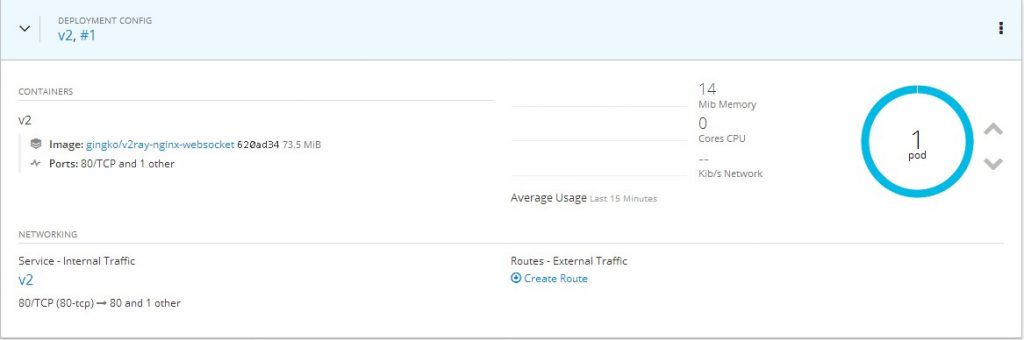 DEPLOYMENT CONFIG
v2, #1
CONTAINERS
v2
Image: gingko/v2ray-nginx-websocket 620ad34 73.5 MiB
Ports: 80/TCP and 1 other
14
Mib Memory
0
Cores CPU
--
Kib/s Network
Average Usage Last 15 Minutes
1
pod
NETWORKING
Service - Internal Traffic
v2
80/TCP (80-tcp) → 80 and 1 other
Routes - External Traffic
Create Route